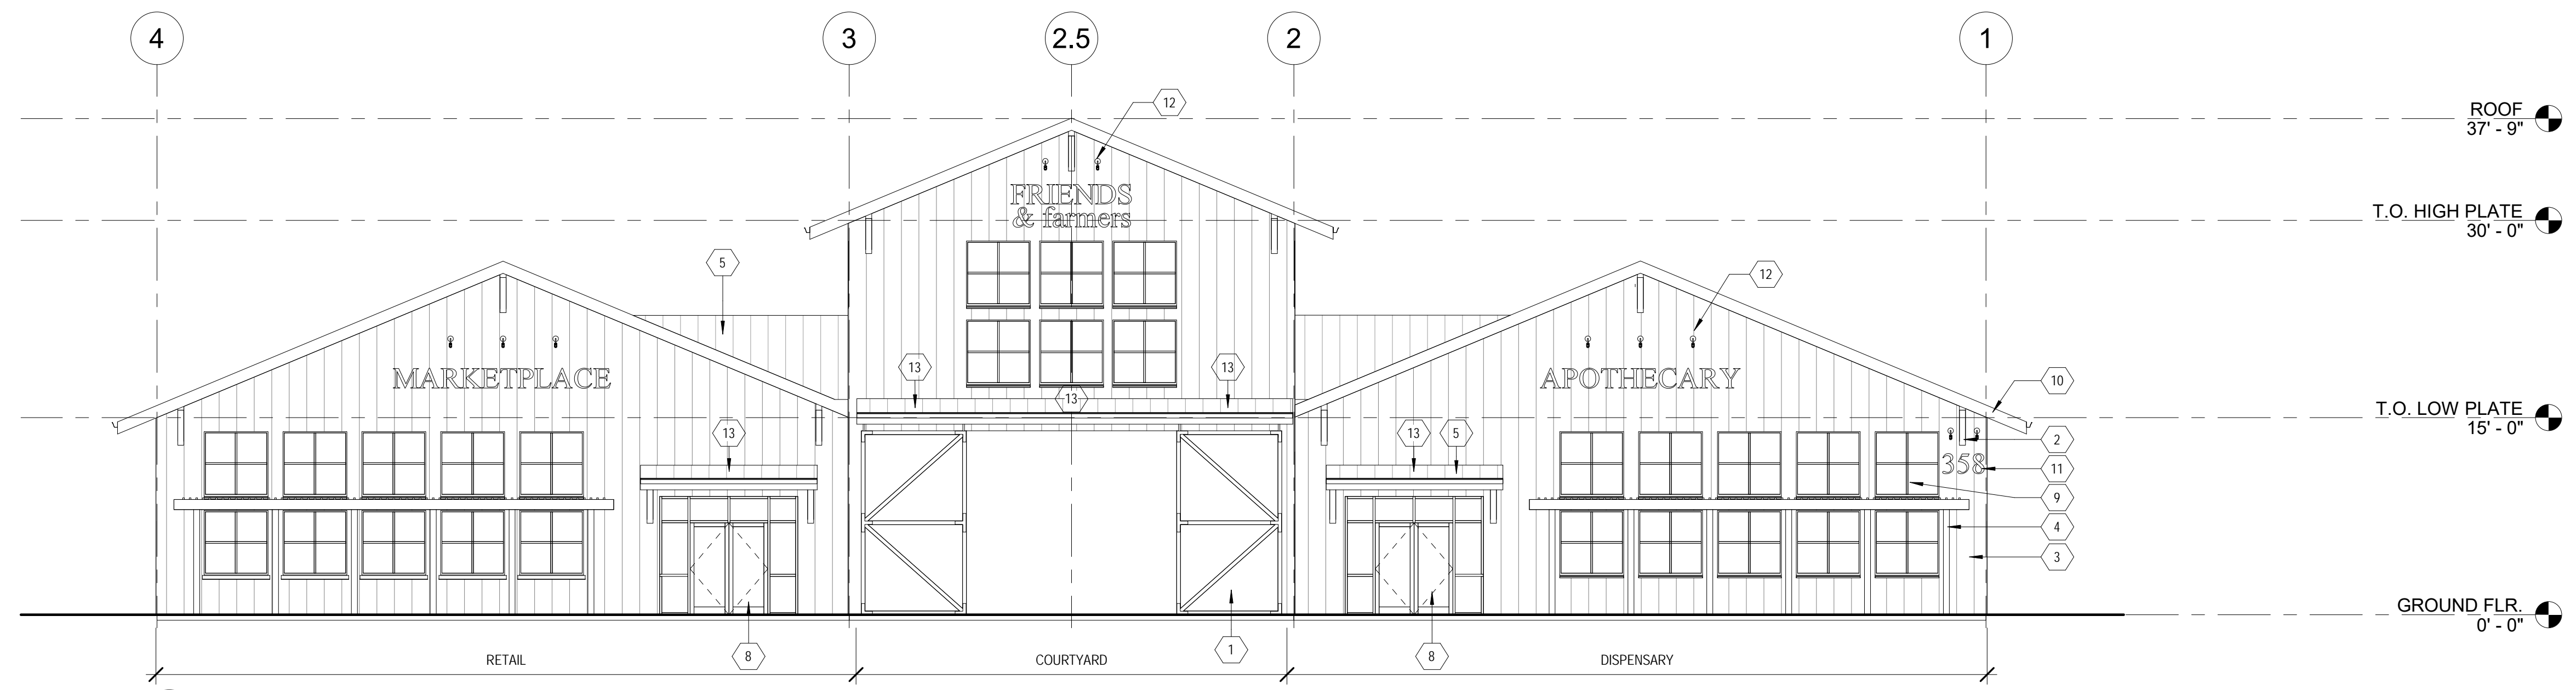 4
3
2.5
2
1
12
ROOF
37' - 9"
FRIENDS
& farmers
T.O. HIGH PLATE
30' - 0"
5
12
MARKETPLACE
APOTHECARY
13
13
13
10
T.O. LOW PLATE
15' - 0"
13
13
5
2
358
11
9
4
3
GROUND FLR.
0' - 0"
8
1
8
RETAIL
COURTYARD
DISPENSARY